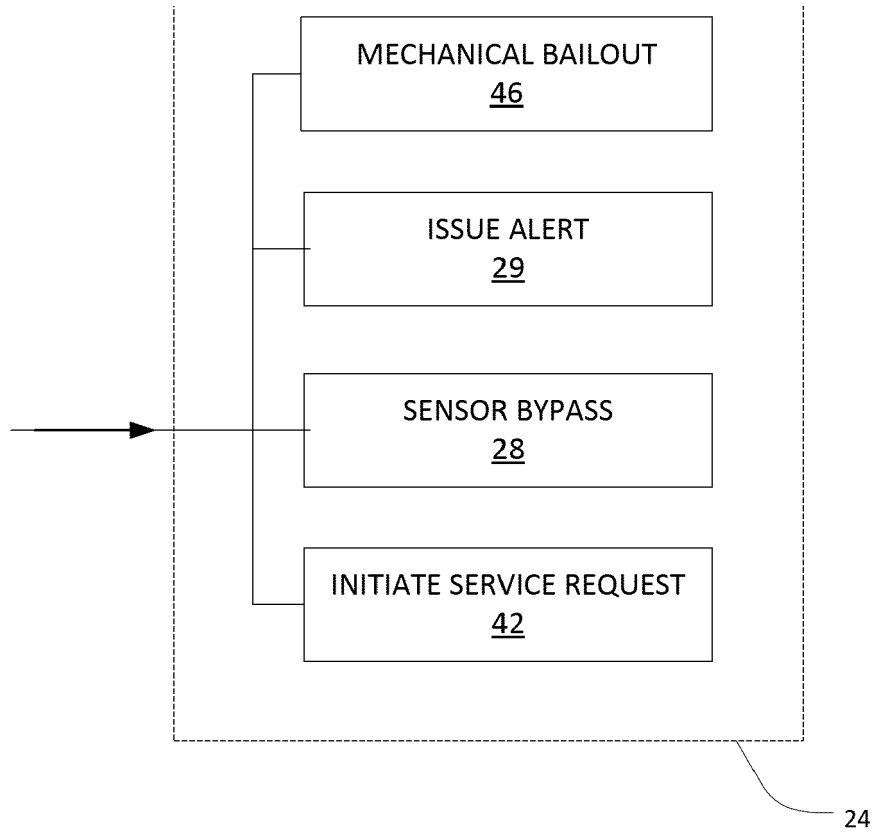 MECHANICAL BAILOUT
46
ISSUE ALERT
29
SENSOR BYPASS
28
INITIATE SERVICE REQUEST
42
24